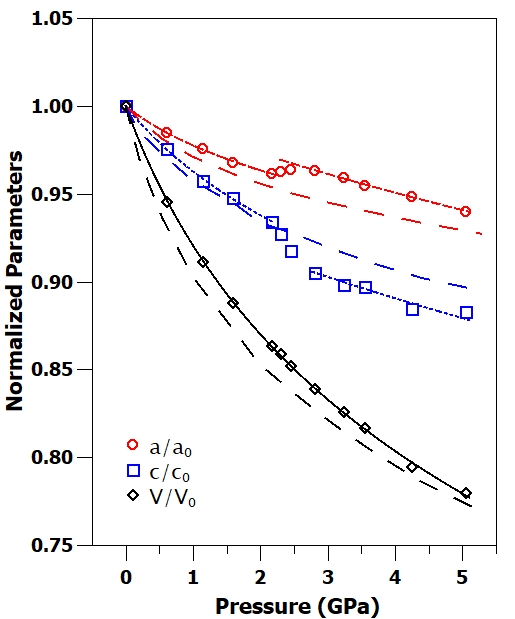 1.05
1.00
0.95
0.90
0.85
0.80
0.75
Normalized Parameters
a/a₀
c/c₀
V/V₀
0 1 2 3 4 5
Pressure (GPa)